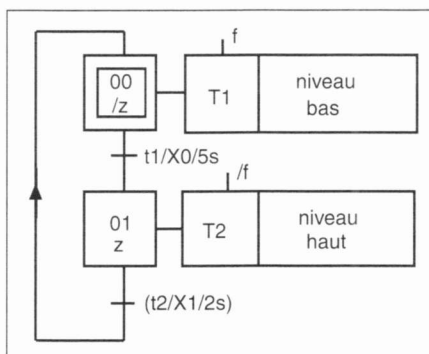 f
00
/z
T1
niveau
bas
t1/X0/5s
/f
01
z
T2
niveau
haut
(t2/X1/2s)